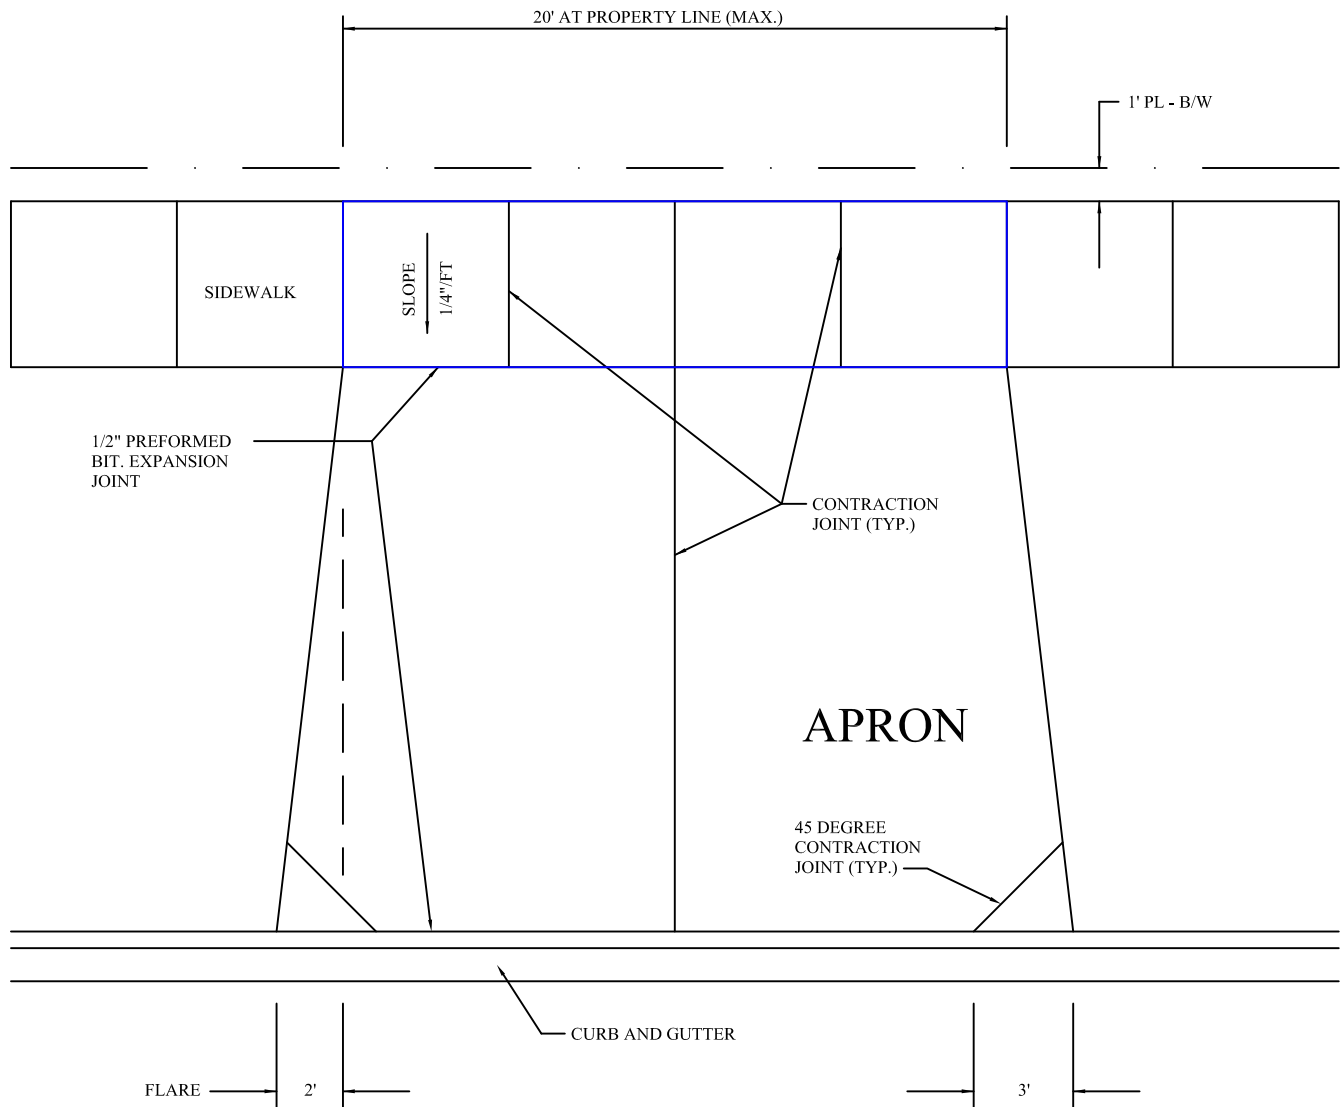 20' AT PROPERTY LINE (MAX.)
1' PL - B/W
SIDEWALK
SLOPE
1/4"/FT
1/2" PREFORMED
BIT. EXPANSION
JOINT
CONTRACTION
JOINT (TYP.)
APRON
45 DEGREE
CONTRACTION
JOINT (TYP.)
CURB AND GUTTER
FLARE
2'
3'